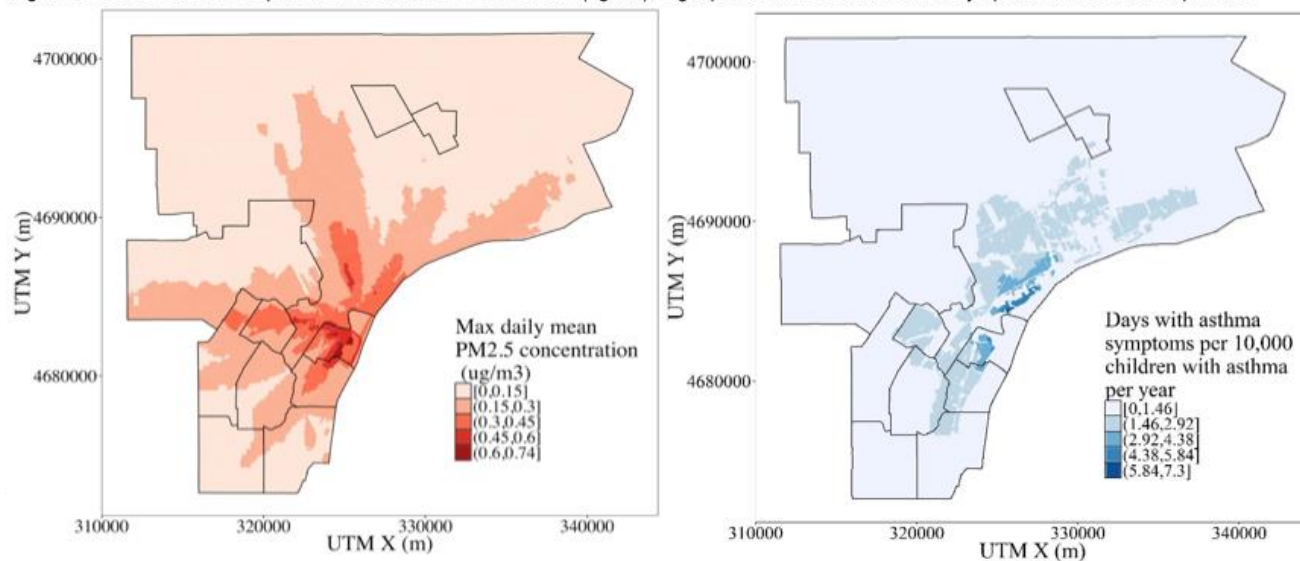 4700000
4690000
4680000
UTM Y (m)
310000
320000
330000
340000
UTM X (m)
Max daily mean
PM2.5 concentration
(ug/m3)
[0,0.15]
(0.15,0.3]
(0.3,0.45]
(0.45,0.6]
(0.6,0.74]
4700000
4690000
4680000
UTM Y (m)
310000
320000
330000
340000
UTM X (m)
Days with asthma
symptoms per 10,000
children with asthma
per year
[0,1.46]
(1.46,2.92]
(2.92,4.38]
(4.38,5.84]
(5.84,7.3]